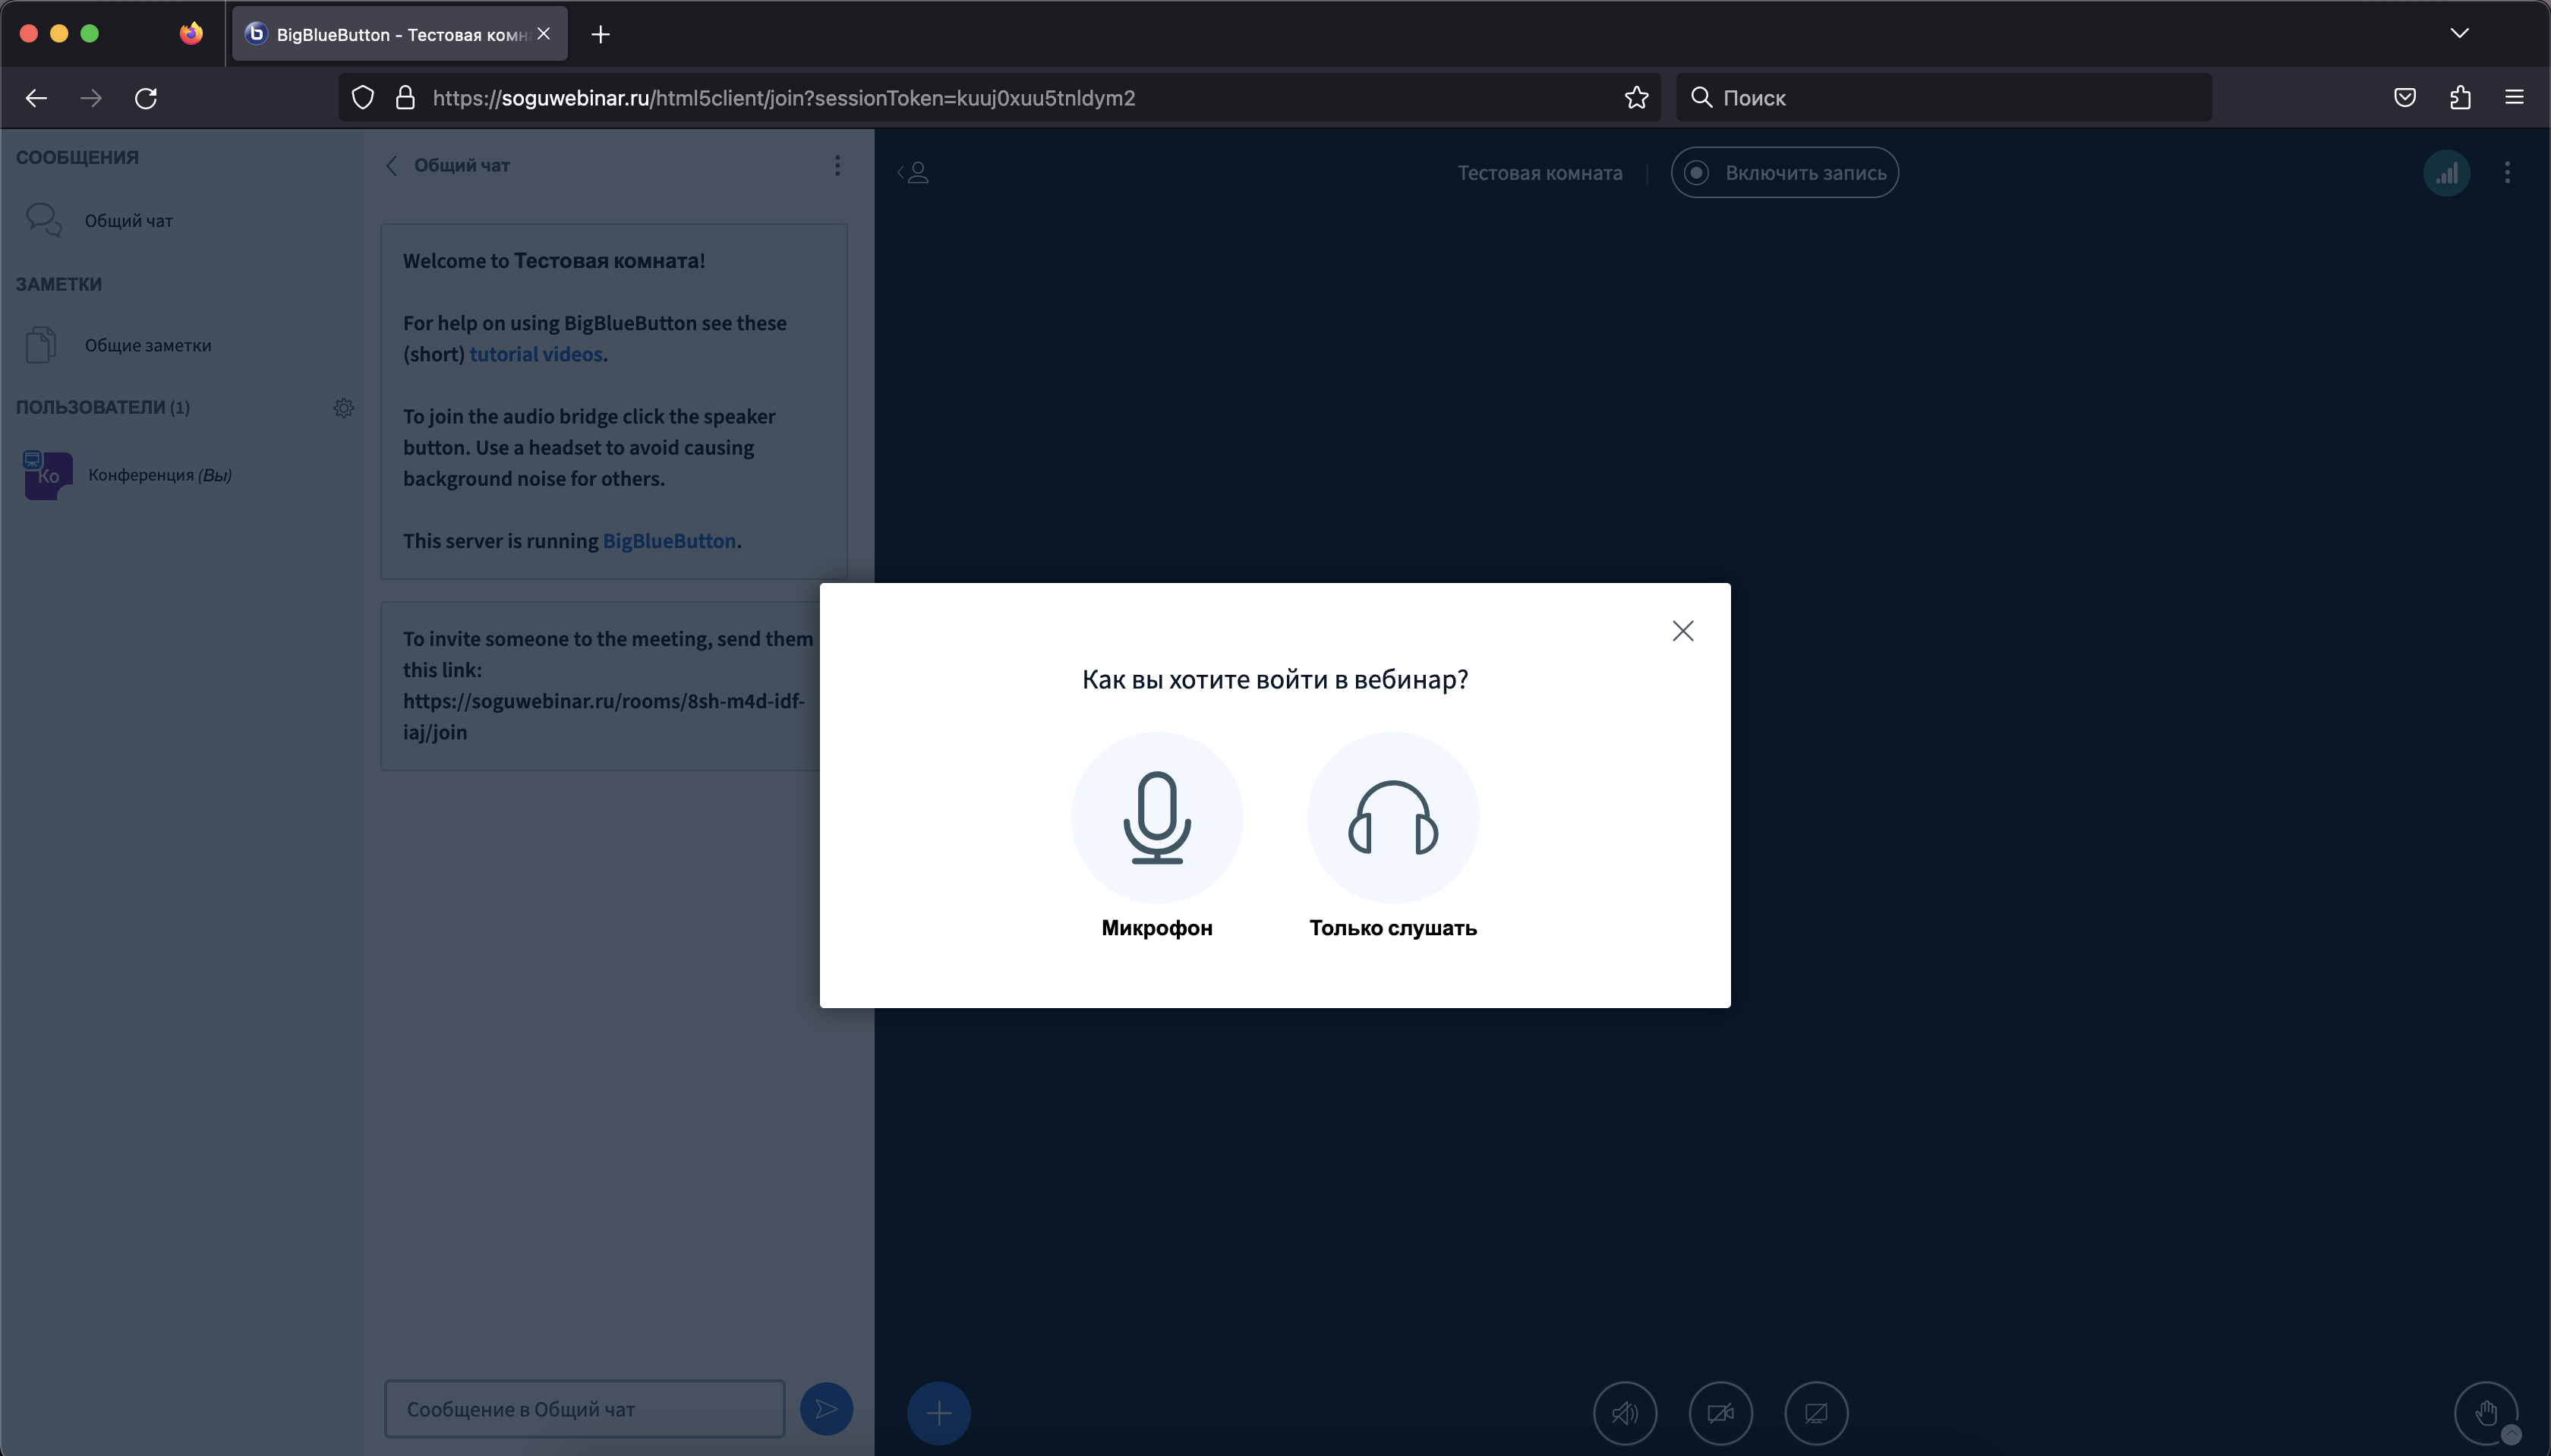 BigBlueButton - Тестовая комн
https://soguwebinar.ru/html5client/join?sessionToken=kuuj0xuu5tnldym2
Поиск
СООБЩЕНИЯ
Общий чат
ЗАМЕТКИ
Общие заметки
ПОЛЬЗОВАТЕЛИ (1)
Ко
Конференция (Вы)
Общий чат
Welcome to Тестовая комната!
For help on using BigBlueButton see these
(short) tutorial videos.
To join the audio bridge click the speaker
button. Use a headset to avoid causing
background noise for others.
This server is running BigBlueButton.
To invite someone to the meeting, send them
this link:
https://soguwebinar.ru/rooms/8sh-m4d-idf-
iaj/join
Сообщение в Общий чат
Тестовая комната
Включить запись
Как вы хотите войти в вебинар?
Микрофон
Только слушать